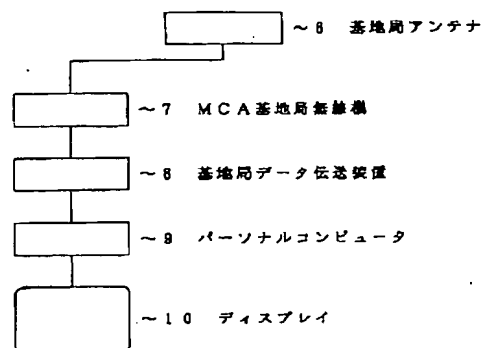 ～6 基地局アンテナ
～7 MCA基地局無線機
～8 基地局データ伝送装置
～9 パーソナルコンピュータ
～10 ディスプレイ